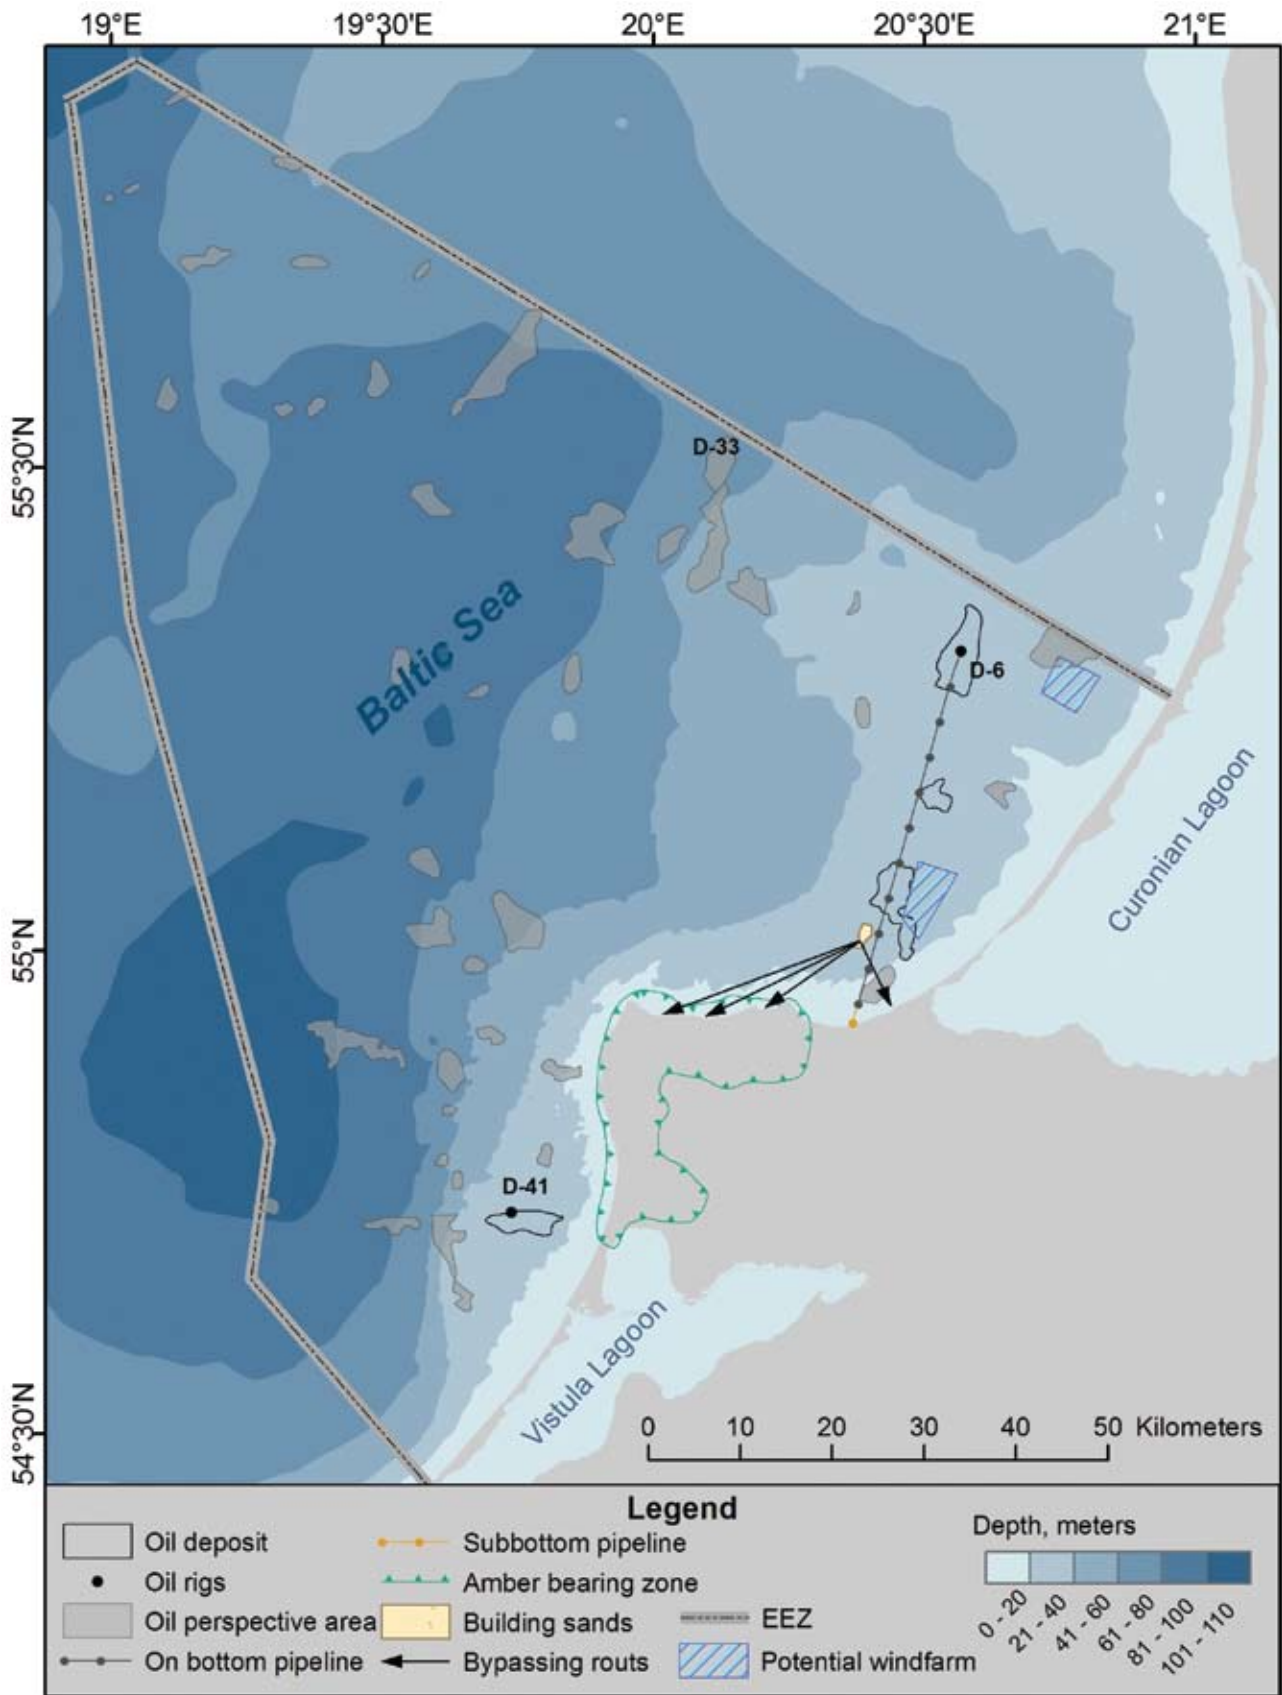 19°E 19°30'E 20°E 20°30'E 21°E
55°30'N
55°N
54°30'N
D-33
Baltic Sea
D-6
Curonian Lagoon
D-41
Vistula Lagoon
0 10 20 30 40 50 Kilometers
Legend
Oil deposit
Oil rigs
Oil perspective area
On bottom pipeline
Subbottom pipeline
Amber bearing zone
Building sands
Bypassing routs
EEZ
Potential windfarm
Depth, meters
0 - 20
21 - 40
41 - 60
61 - 80
81 - 100
101 - 110